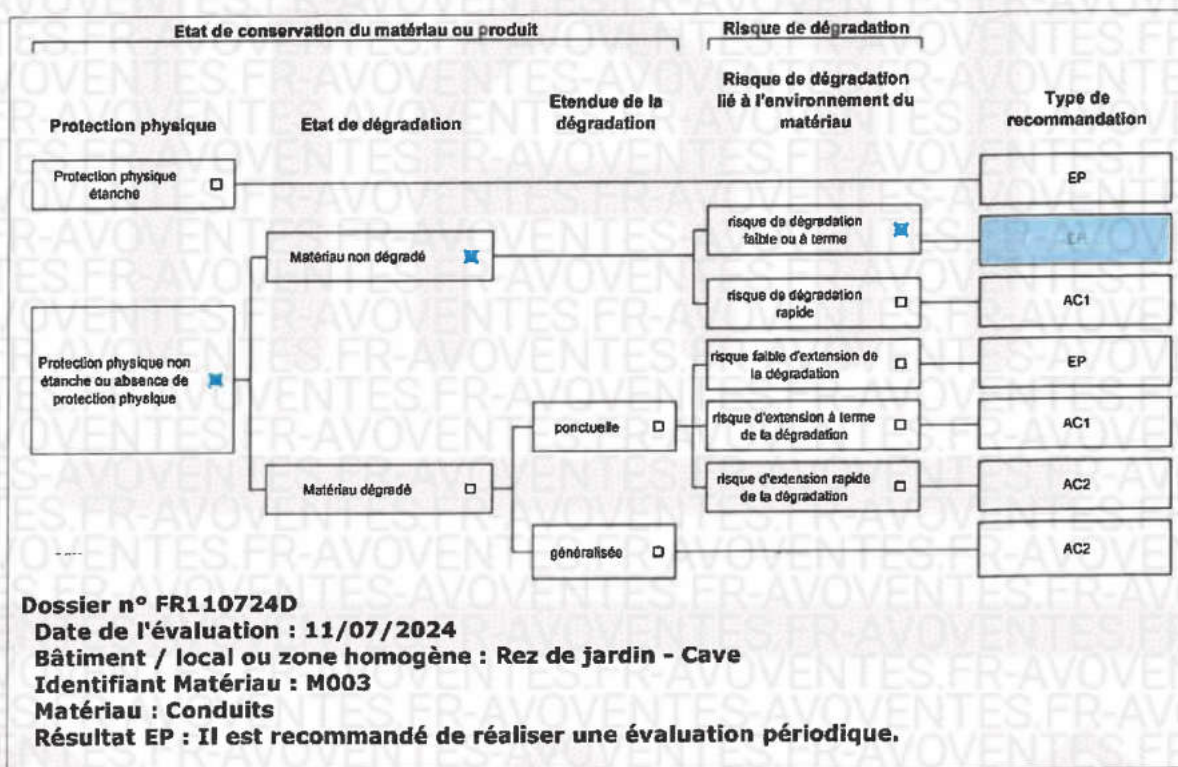 Etat de conservation du matériau ou produit
Risque de dégradation
Protection physique
Etat de dégradation
Etendue de la
dégradation
Risque de dégradation
lié à l'environnement du
matériau
Type de
recommandation
Protection physique
étanche
EP
Matériau non dégradé
risque de dégradation
faible ou à terme
EP
risque de dégradation
rapide
AC1
Protection physique non
étanche ou absence de
protection physique
risque faible d'extension de
la dégradation
EP
ponctuelle
risque d'extension à terme
de la dégradation
AC1
Matériau dégradé
risque d'extension rapide
de la dégradation
AC2
généralisée
AC2
Dossier n° FR110724D
Date de l'évaluation : 11/07/2024
Bâtiment / local ou zone homogène : Rez de jardin - Cave
Identifiant Matériau : M003
Matériau : Conduits
Résultat EP : Il est recommandé de réaliser une évaluation périodique.